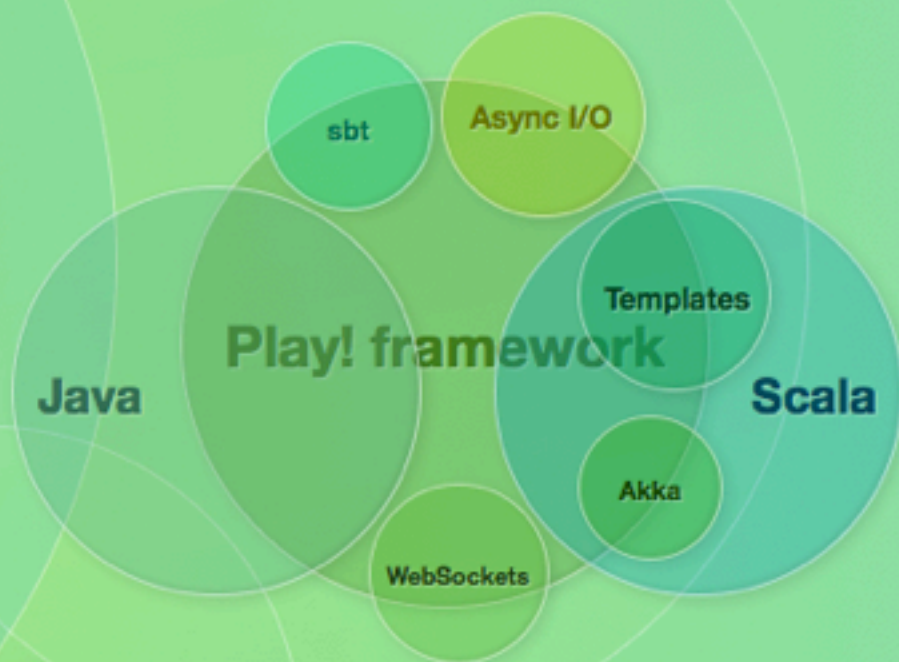 sbt
Async I/O
Templates
Play! framework
Java
Scala
Akka
WebSockets